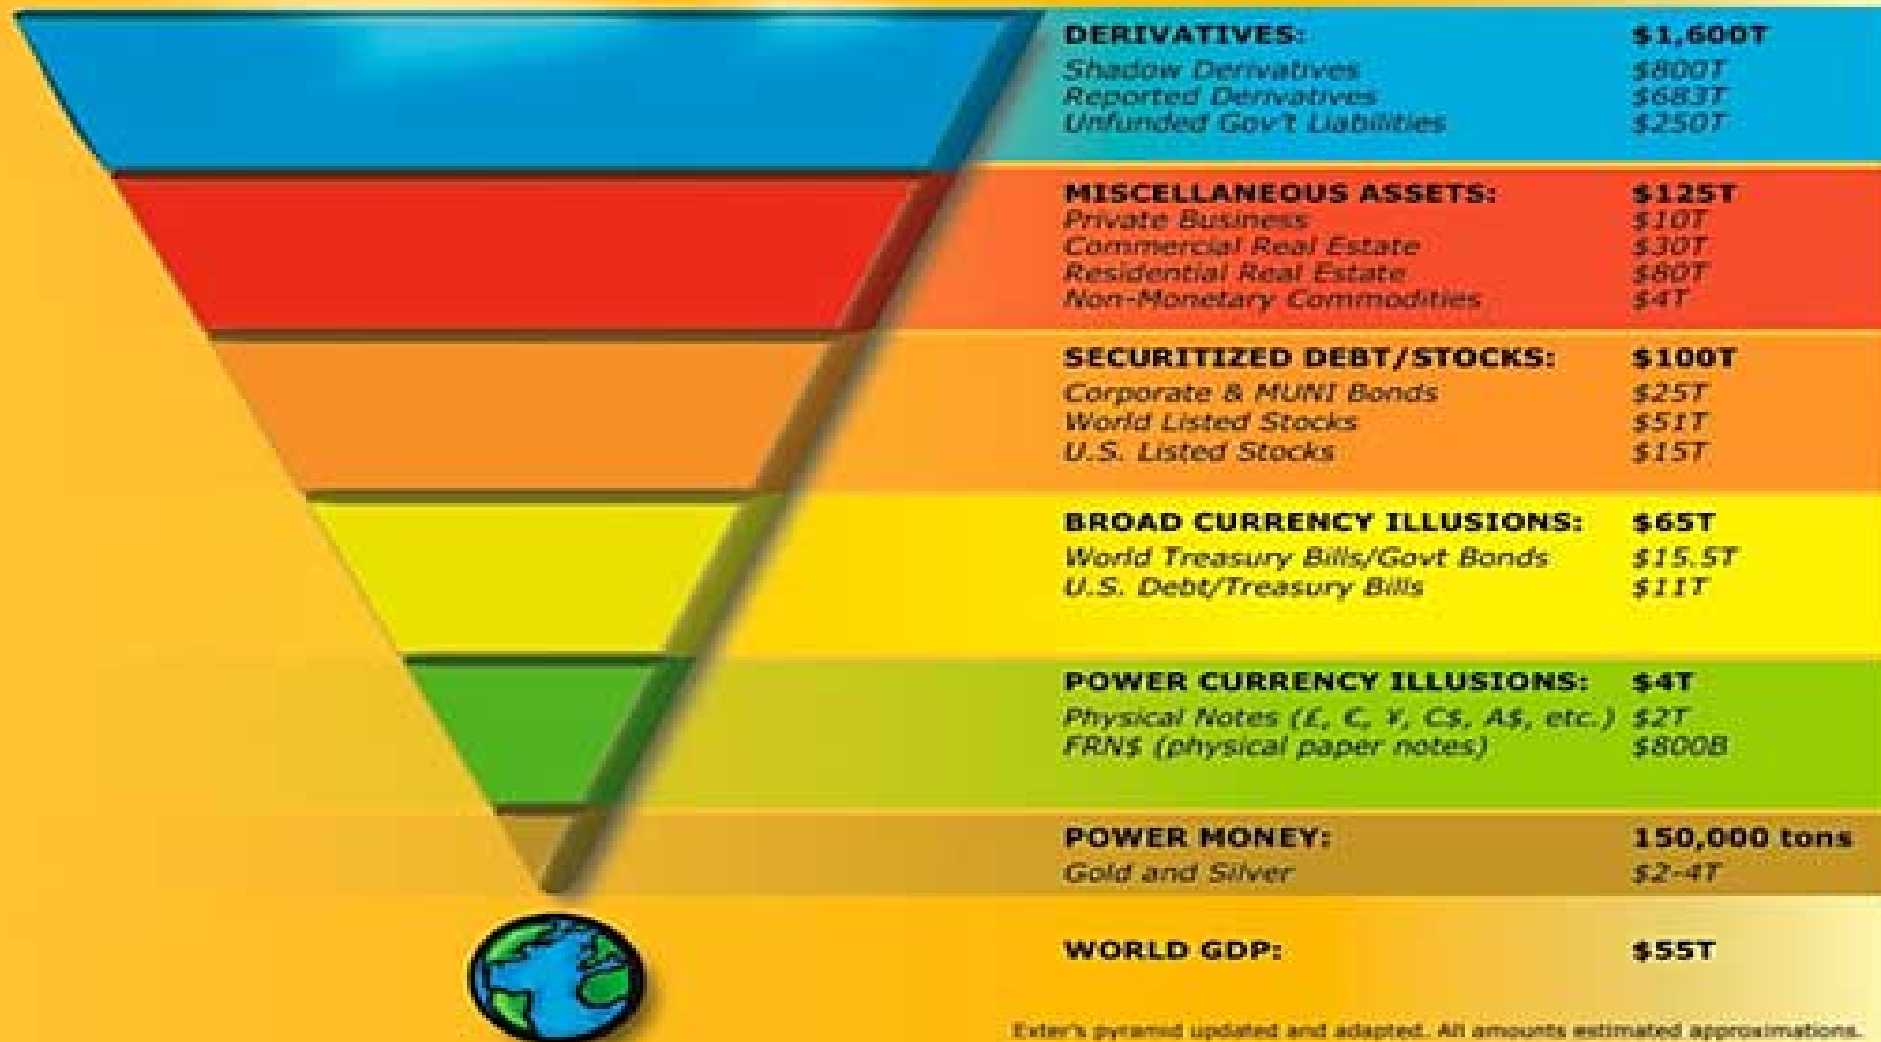 DERIVATIVES: $1,600T
Shadow Derivatives $800T
Reported Derivatives $683T
Unfunded Gov't Liabilities $250T
MISCELLANEOUS ASSETS: $125T
Private Business $10T
Commercial Real Estate $30T
Residential Real Estate $80T
Non-Monetary Commodities $4T
SECURITIZED DEBT/STOCKS: $100T
Corporate & MUNI Bonds $25T
World Listed Stocks $51T
U.S. Listed Stocks $15T
BROAD CURRENCY ILLUSIONS: $65T
World Treasury Bills/Govt Bonds $15.5T
U.S. Debt/Treasury Bills $11T
POWER CURRENCY ILLUSIONS: $4T
Physical Notes (£, €, ¥, C$, A$, etc.) $2T
FRN$ (physical paper notes) $800B
POWER MONEY: 150,000 tons
Gold and Silver $2-4T
WORLD GDP: $55T
Exter's pyramid updated and adapted. All amounts estimated approximations.